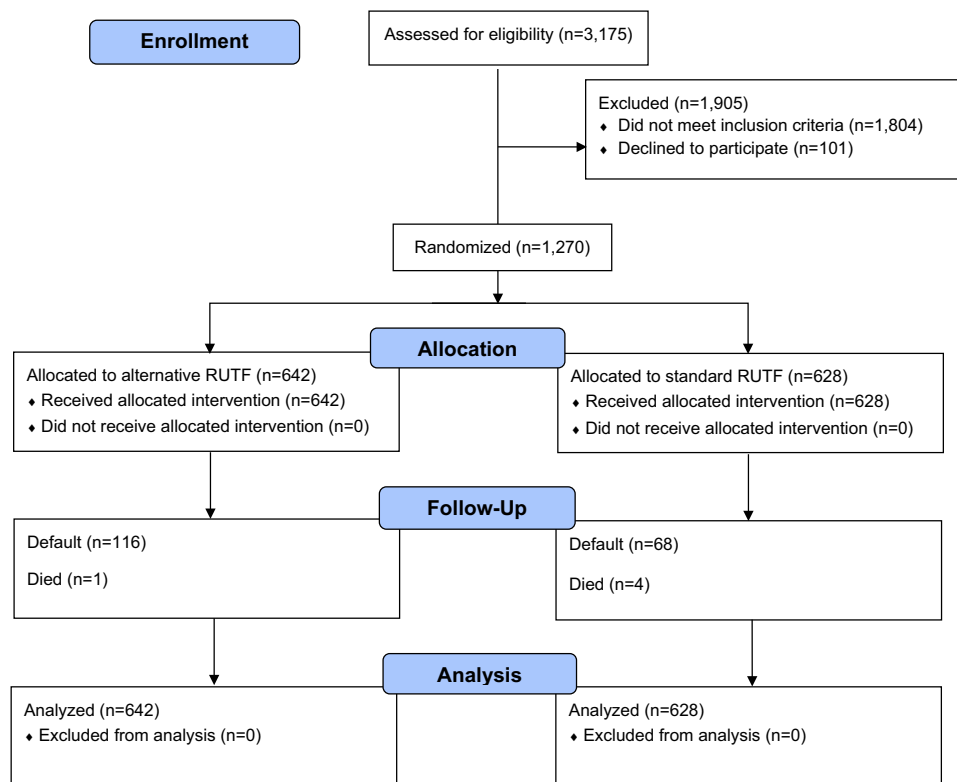 Enrollment
Assessed for eligibility (n=3,175)
Excluded (n=1,905)
♦ Did not meet inclusion criteria (n=1,804)
♦ Declined to participate (n=101)
Randomized (n=1,270)
Allocation
Allocated to alternative RUTF (n=642)
♦ Received allocated intervention (n=642)
♦ Did not receive allocated intervention (n=0)
Allocated to standard RUTF (n=628)
♦ Received allocated intervention (n=628)
♦ Did not receive allocated intervention (n=0)
Follow-Up
Default (n=116)
Died (n=1)
Default (n=68)
Died (n=4)
Analysis
Analyzed (n=642)
♦ Excluded from analysis (n=0)
Analyzed (n=628)
♦ Excluded from analysis (n=0)